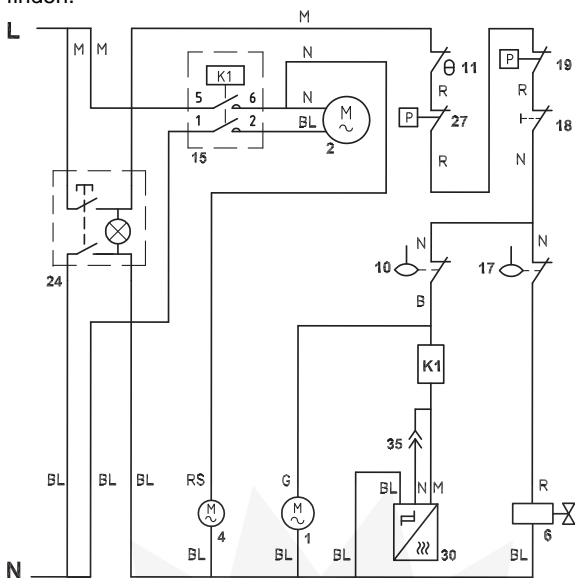 finden.
M
L
M M
N
K1
5 6
N
1 2
BL
M
~
2
15
θ 11
R
P
27
R
P
19
R
18
N
24
N
10
B
N
17
K1
35
BL
BL
BL
RS
G
BL
N M
R
M
~
4
M
~
1
30
6
BL
BL
BL
BL
N